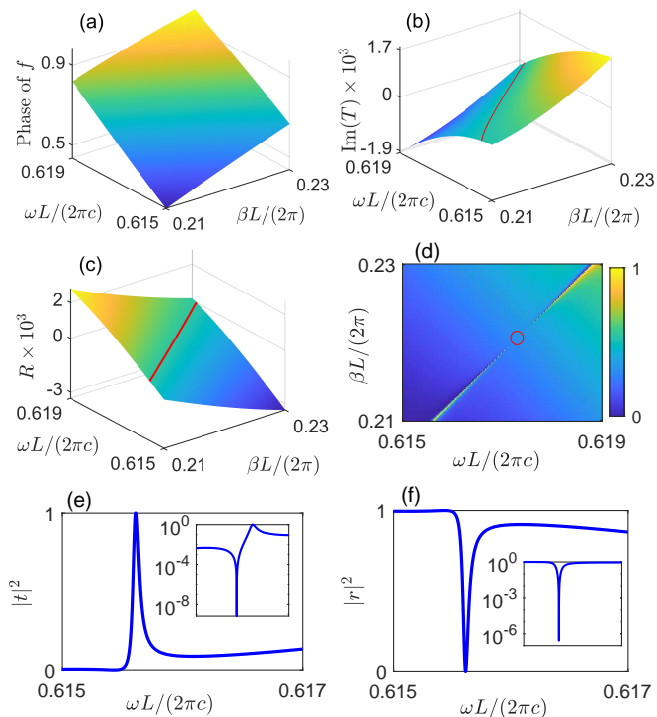 (a)
Phase of f
0.9
0.5
0.619
ωL/(2πc)
0.615
0.21
βL/(2π)
0.23
(b)
Im(T) × 10³
1.7
0
-1.9
0.619
ωL/(2πc)
0.615
0.21
βL/(2π)
0.23
(c)
R × 10³
2
0
-3
0.619
ωL/(2πc)
0.615
0.21
βL/(2π)
0.23
(d)
βL/(2π)
0.23
0.21
0.615
ωL/(2πc)
0.619
1
0
(e)
|t|²
1
0
0.615
ωL/(2πc)
0.617
10⁰
10⁻⁴
10⁻⁸
(f)
|r|²
1
0
0.615
ωL/(2πc)
0.617
10⁰
10⁻³
10⁻⁶